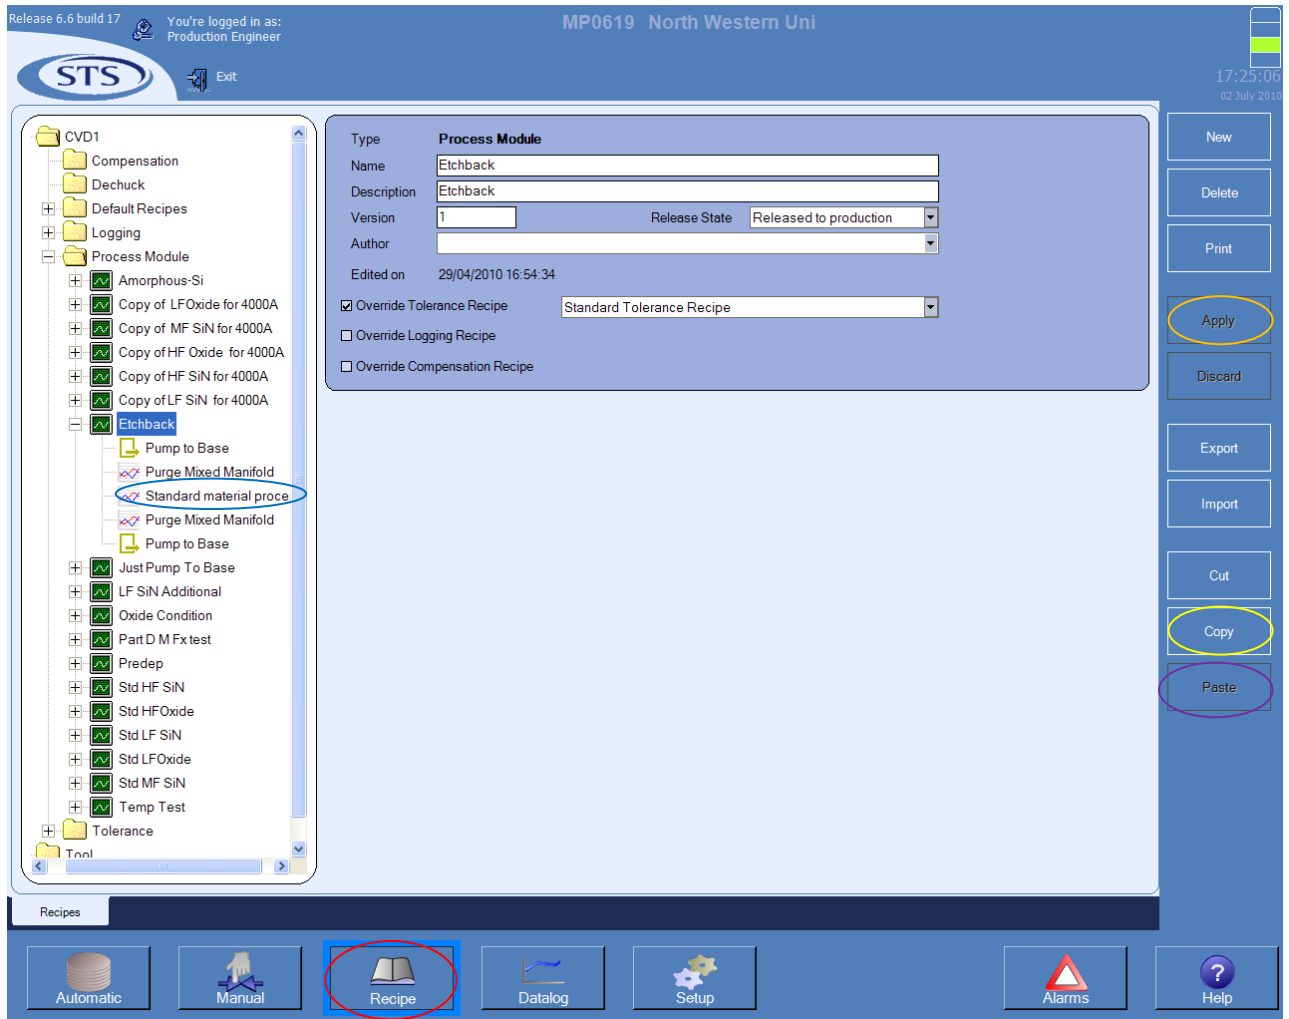 Release 6.6 build 17
You're logged in as:
Production Engineer
MP0619 North Western Uni
STS
Exit
17:25:06
02 July 2010
CVD1
Compensation
Dechuck
Default Recipes
Logging
Process Module
Amorphous-Si
Copy of LFOxide for 4000A
Copy of MF SiN for 4000A
Copy of HF Oxide for 4000A
Copy of HF SiN for 4000A
Copy of LF SiN for 4000A
Etchback
Pump to Base
Purge Mixed Manifold
Standard material proce
Purge Mixed Manifold
Pump to Base
Just Pump To Base
LF SiN Additional
Oxide Condition
Part D M Fx test
Predep
Std HF SiN
Std HFOxide
Std LF SiN
Std LFOxide
Std MF SiN
Temp Test
Tolerance
Tool
Type Process Module
Name Etchback
Description Etchback
Version 1 Release State Released to production
Author
Edited on 29/04/2010 16:54:34
Override Tolerance Recipe Standard Tolerance Recipe
Override Logging Recipe
Override Compensation Recipe
New
Delete
Print
Apply
Discard
Export
Import
Cut
Copy
Paste
Recipes
Automatic
Manual
Recipe
Datalog
Setup
Alarms
?
Help